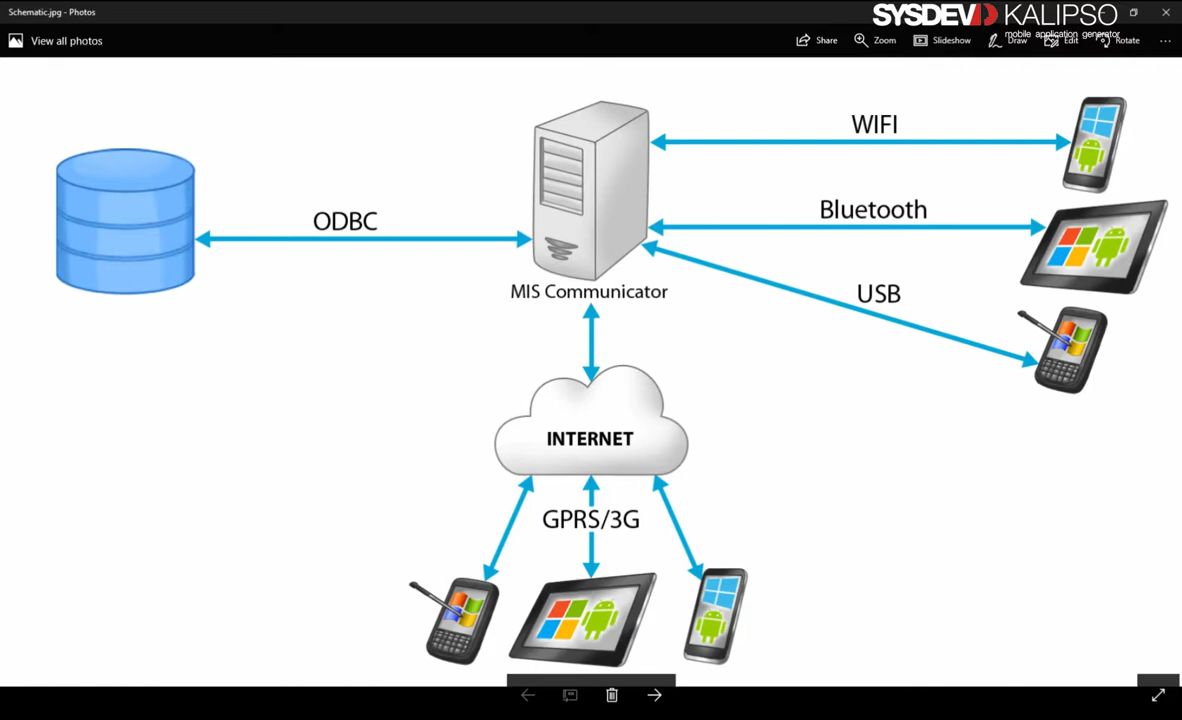 Schematic.jpg - Photos
SYSDEV KALIPSO
mobile application generator
View all photos
Share
Zoom
Slideshow
Draw
Edit
Rotate
WIFI
Bluetooth
ODBC
USB
MIS Communicator
INTERNET
GPRS/3G